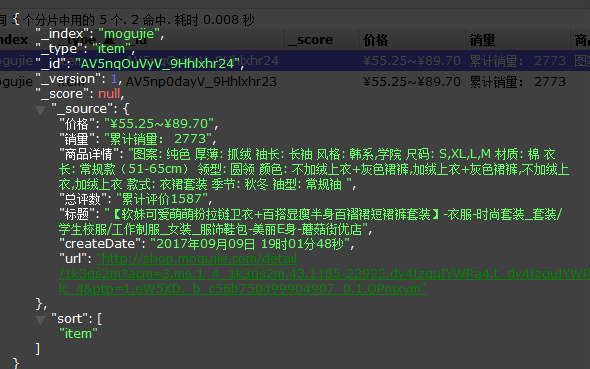 个分片中用的 5 个. 2 命中. 耗时 0.008 秒
_score 价格 销量
{
"_index": "mogujie",
"_type": "item",
"_id": "AV5nqOUvyV_9Hhlxhr24",
"_version": 1,
"_score": null,
"_source": {
"价格": "¥55.25~¥89.70",
"销量": "累计销量: 2773",
"商品详情": "图案: 纯色 厚薄: 抓绒 袖长: 长袖 风格: 韩系,学院 尺码: S,XL,L,M 材质: 棉 衣
长: 常规款 (51-65cm) 领型: 圆领 颜色: 不加绒上衣+灰色裙裤,加绒上衣+灰色裙裤,不加绒上
衣,加绒上衣 款式: 衣裙套装 季节: 秋冬 袖型: 常规袖 ",
"总评数": "累计评价1587",
"标题": "【软妹可爱萌萌粉拉链卫衣+百搭显瘦半身百褶裙短裙裤套装】-衣服-时尚套装_套装/
学生校服/工作制服_女装_服饰鞋包-美丽E身-蘑菇街优店",
"createDate": "2017年09月09日 19时01分48秒",
"url": "http://shop.mogujie.com/detail
},
"sort": [
"item"
]
}
¥55.25~¥89.70 累计销量: 2773
mogujie item AV5np0dayV_9Hhlxhr23 ¥55.25~¥89.70 累计销量: 2773